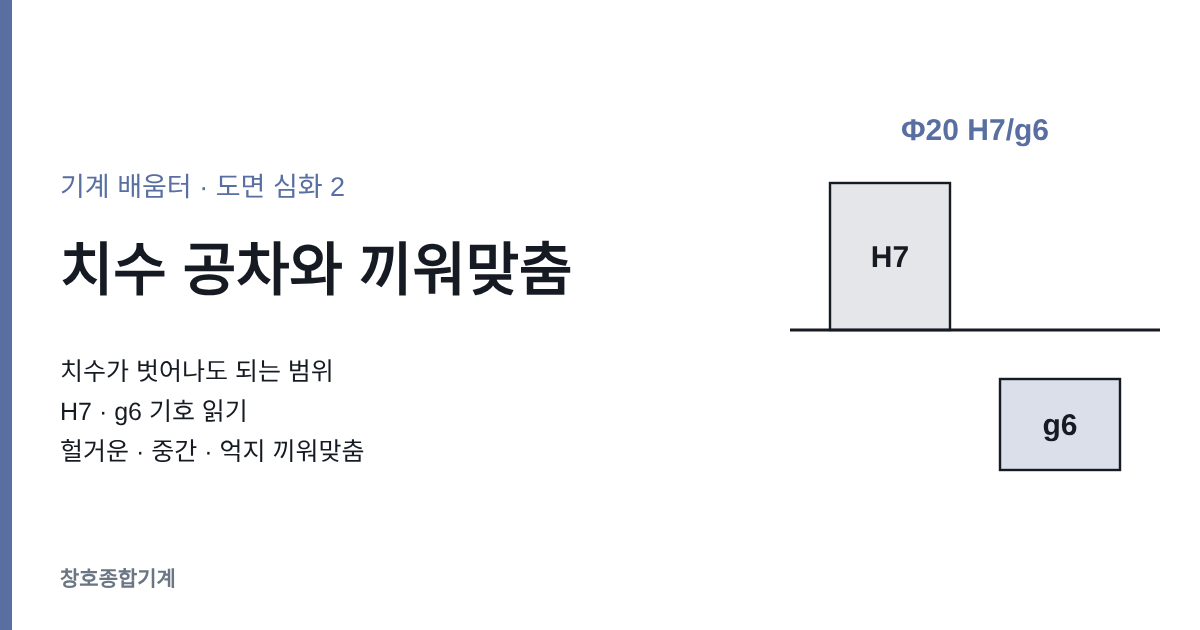 기계 배움터 · 도면 심화 2
치수 공차와 끼워맞춤
치수가 벗어나도 되는 범위
H7 · g6 기호 읽기
헐거운 · 중간 · 억지 끼워맞춤
창호종합기계
Φ20 H7/g6
H7
g6